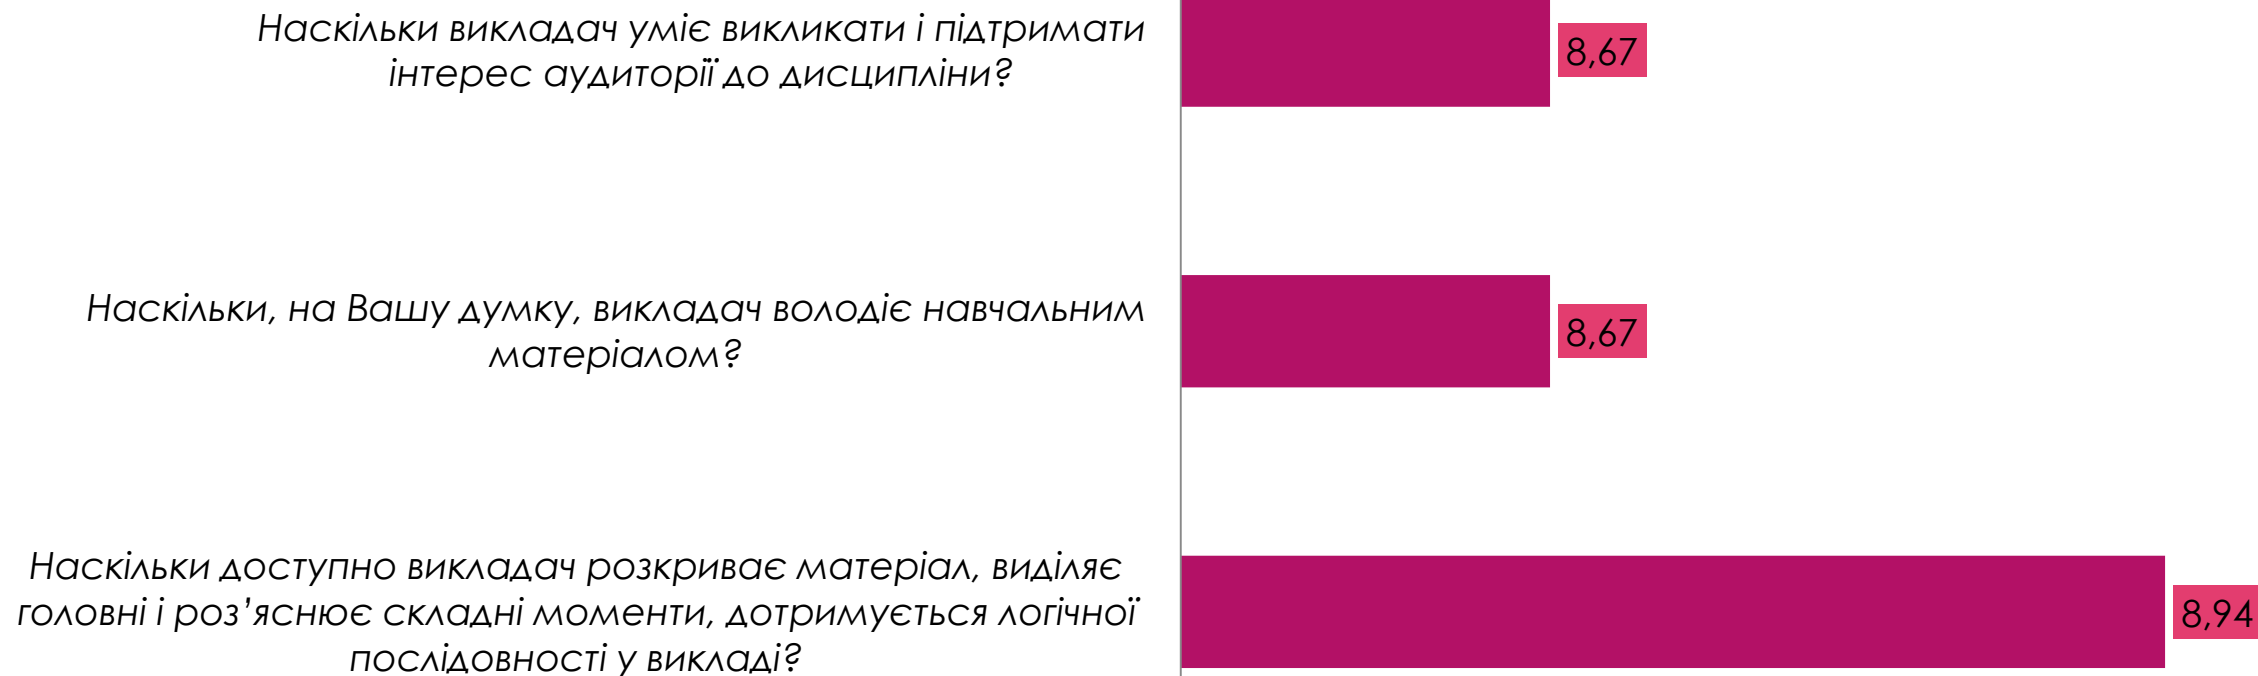 Наскільки викладач уміє викликати і підтримати
інтерес аудиторії до дисципліни?
8,67
Наскільки, на Вашу думку, викладач володіє навчальним
матеріалом?
8,67
Наскільки доступно викладач розкриває матеріал, виділяє
головні і роз’яснює складні моменти, дотримується логічної
послідовності у викладі?
8,94